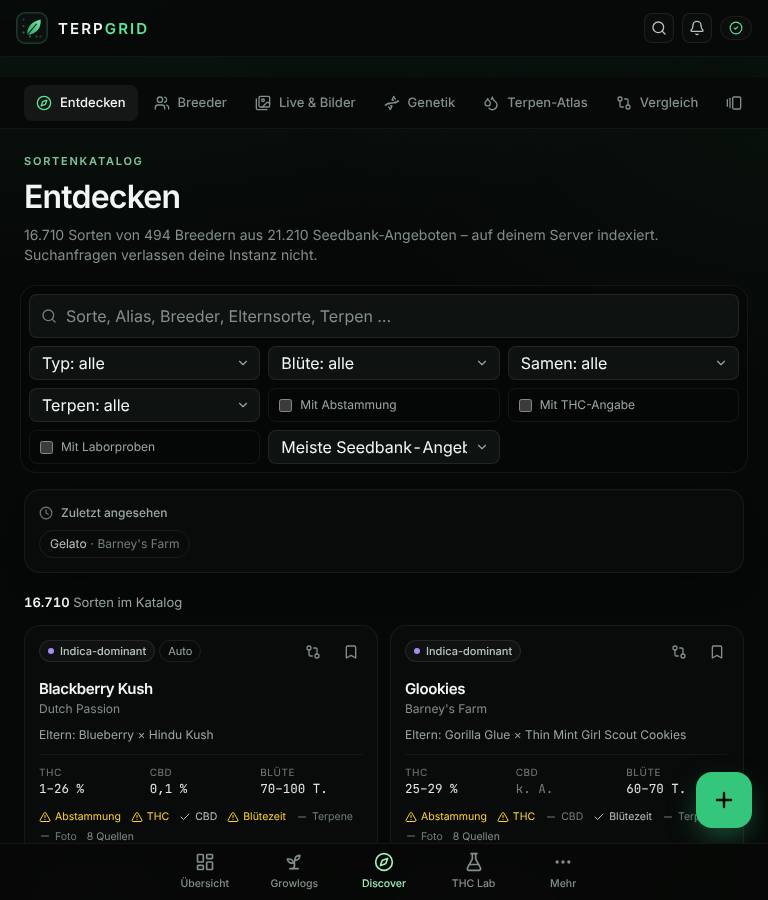 TERPGRID
Entdecken
Breeder
Live & Bilder
Genetik
Terpen-Atlas
Vergleich
SORTENKATALOG
Entdecken
16.710 Sorten von 494 Breedern aus 21.210 Seedbank-Angeboten – auf deinem Server indexiert.
Suchanfragen verlassen deine Instanz nicht.
Sorte, Alias, Breeder, Elternsorte, Terpen ...
Typ: alle
Blüte: alle
Samen: alle
Terpen: alle
Mit Abstammung
Mit THC-Angabe
Mit Laborproben
Meiste Seedbank-Angeb
Zuletzt angesehen
Gelato · Barney's Farm
16.710 Sorten im Katalog
Indica-dominant
Auto
Blackberry Kush
Dutch Passion
Eltern: Blueberry × Hindu Kush
THC CBD BLÜTE
1–26 % 0,1 % 70–100 T.
Abstammung THC CBD Blütezeit — Terpene
— Foto 8 Quellen
Indica-dominant
Glookies
Barney's Farm
Eltern: Gorilla Glue × Thin Mint Girl Scout Cookies
THC CBD BLÜTE
25–29 % k. A. 60–70 T.
Abstammung THC — CBD Blütezeit —
— Foto 8 Quellen
Übersicht
Growlogs
Discover
THC Lab
Mehr